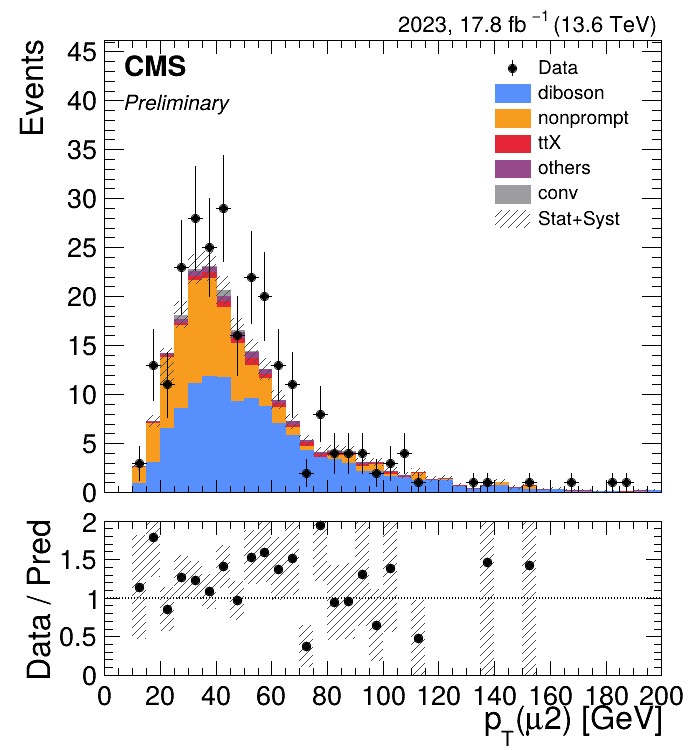 2023, 17.8 fb⁻¹ (13.6 TeV)
CMS
Preliminary
Events
45
40
35
30
25
20
15
10
5
0
Data
diboson
nonprompt
ttX
others
conv
Stat+Syst
Data / Pred
2
1.5
1
0.5
0
0 20 40 60 80 100 120 140 160 180 200
p_T(μ2) [GeV]